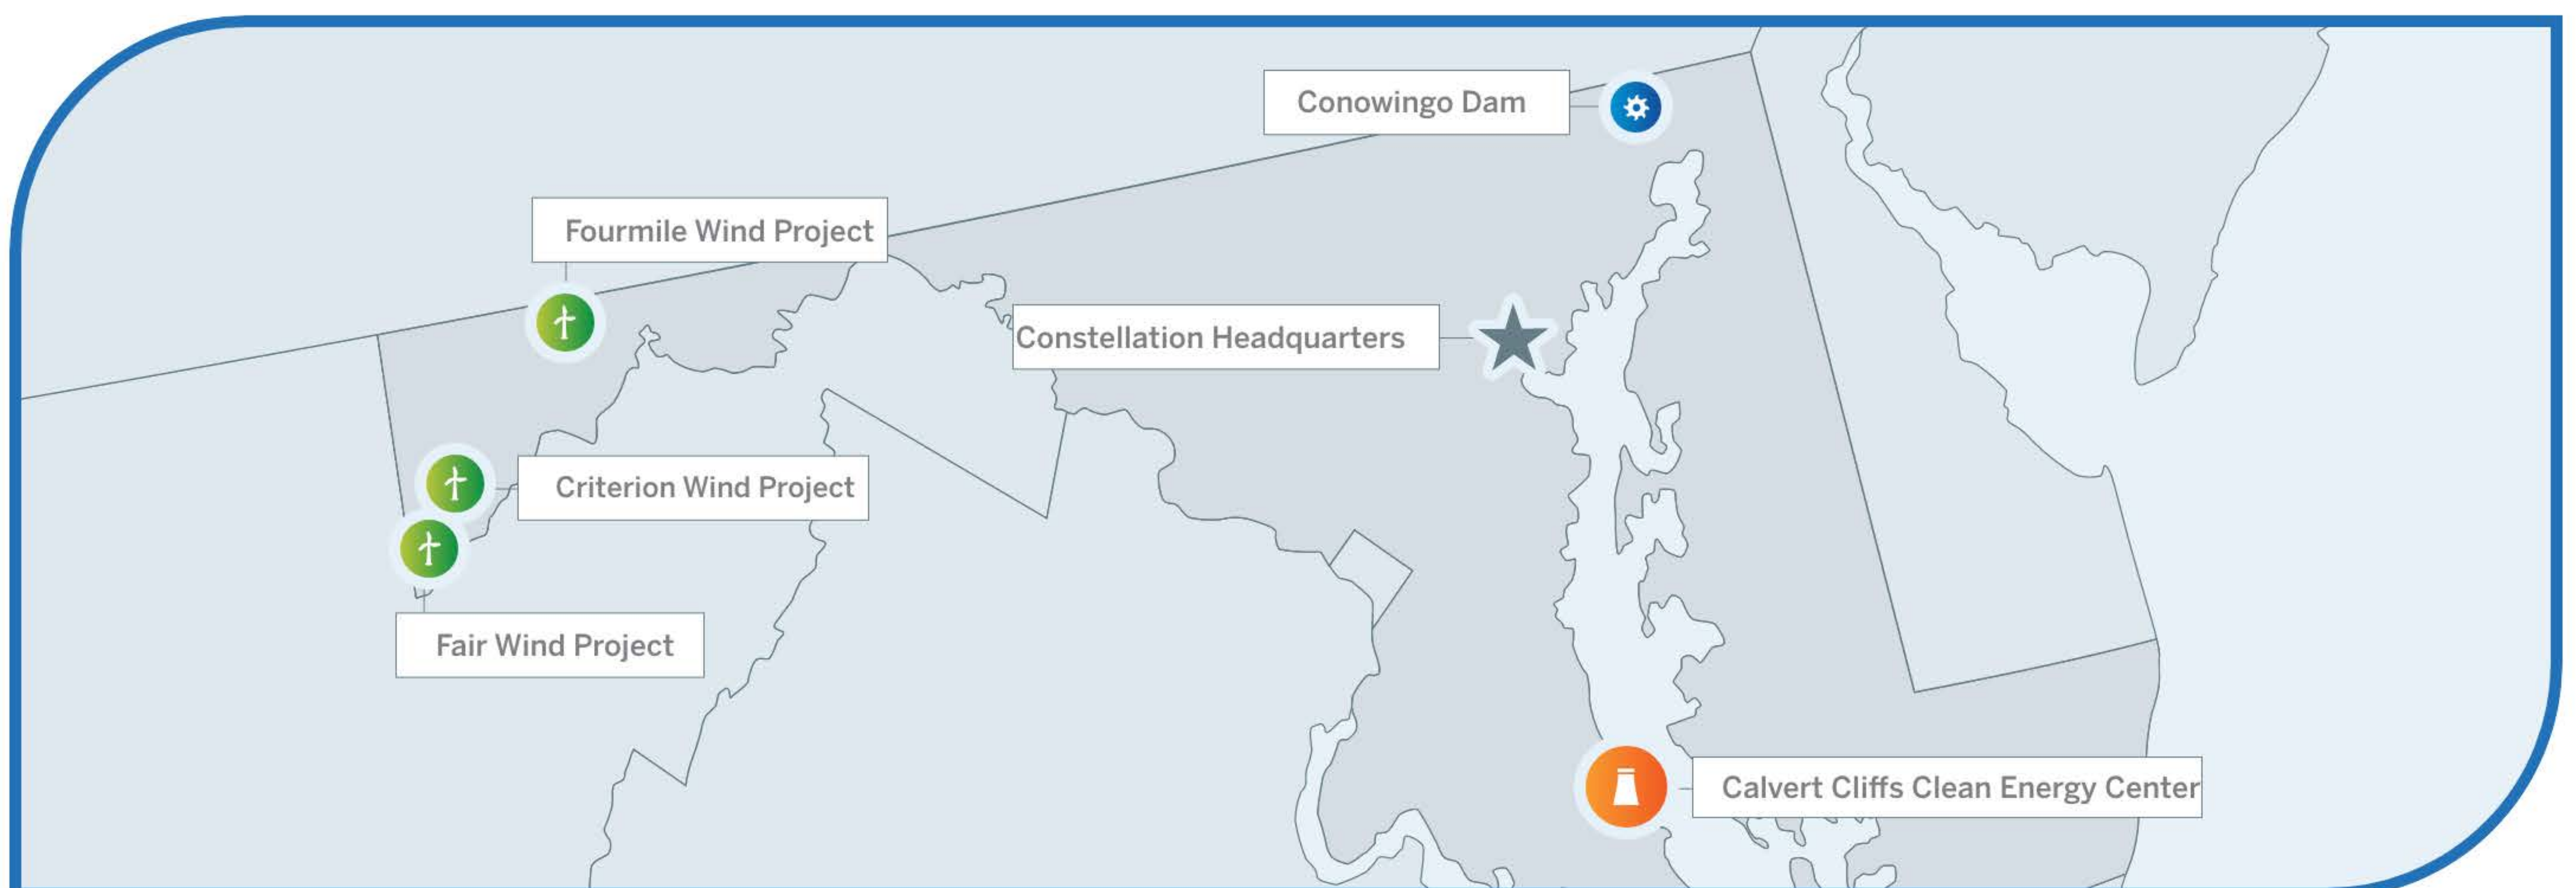 Conowingo Dam
Fourmile Wind Project
Constellation Headquarters
Criterion Wind Project
Fair Wind Project
Calvert Cliffs Clean Energy Center